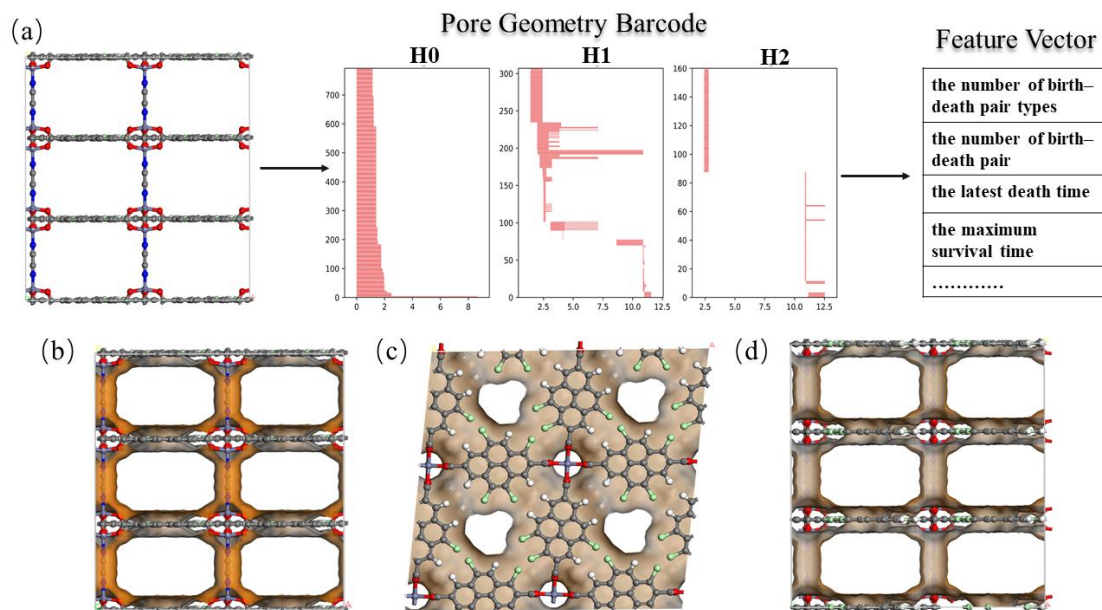 Pore Geometry Barcode
(a)
H0
H1
H2
Feature Vector
800
700
600
500
400
300
200
100
0
0
2
4
6
8
300
250
200
150
100
50
0
2.5
5.0
7.5
10.0
12.5
160
140
120
100
80
60
40
20
0
2.5
5.0
7.5
10.0
12.5
the number of birth–
death pair types
the number of birth–
death pair
the latest death time
the maximum
survival time
…………
(b)
(c)
(d)
A
A